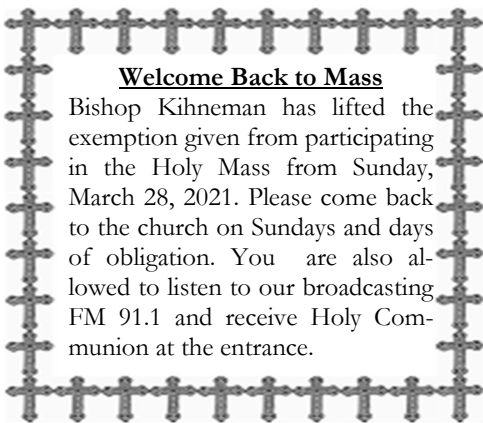 Welcome Back to Mass
Bishop Kihneman has lifted the
exemption given from participating
in the Holy Mass from Sunday,
March 28, 2021. Please come back
to the church on Sundays and days
of obligation. You are also al-
lowed to listen to our broadcasting
FM 91.1 and receive Holy Com-
munion at the entrance.